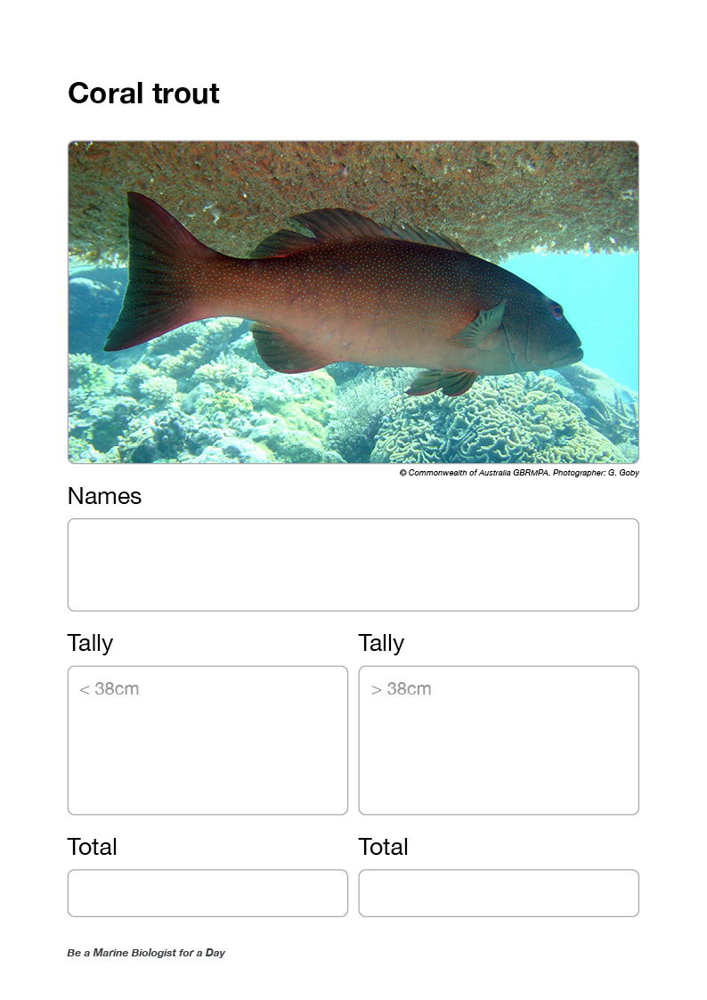 Coral trout
© Commonwealth of Australia GBRMPA. Photographer: G. Goby
Names
Tally
Tally
< 38cm
> 38cm
Total
Total
Be a Marine Biologist for a Day